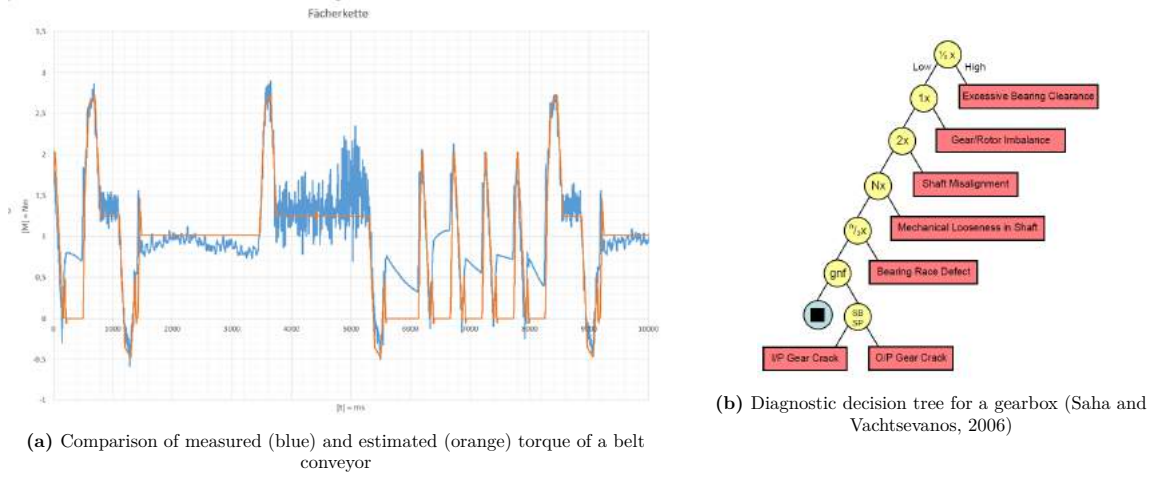 Fächerkette
3,5
3
2,5
2
1,5
1
0,5
0
-0,5
-1
[M] = Nm
0
1000
2000
3000
4000
5000
6000
7000
8000
9000
10000
[t] = ms
(a) Comparison of measured (blue) and estimated (orange) torque of a belt
conveyor
½ x
Low
High
Excessive Bearing Clearance
1x
Gear/Rotor Imbalance
2x
Shaft Misalignment
Nx
Mechanical Looseness in Shaft
Bearing Race Defect
gnf
SB
SP
I/P Gear Crack
O/P Gear Crack
(b) Diagnostic decision tree for a gearbox (Saha and
Vachtsevanos, 2006)